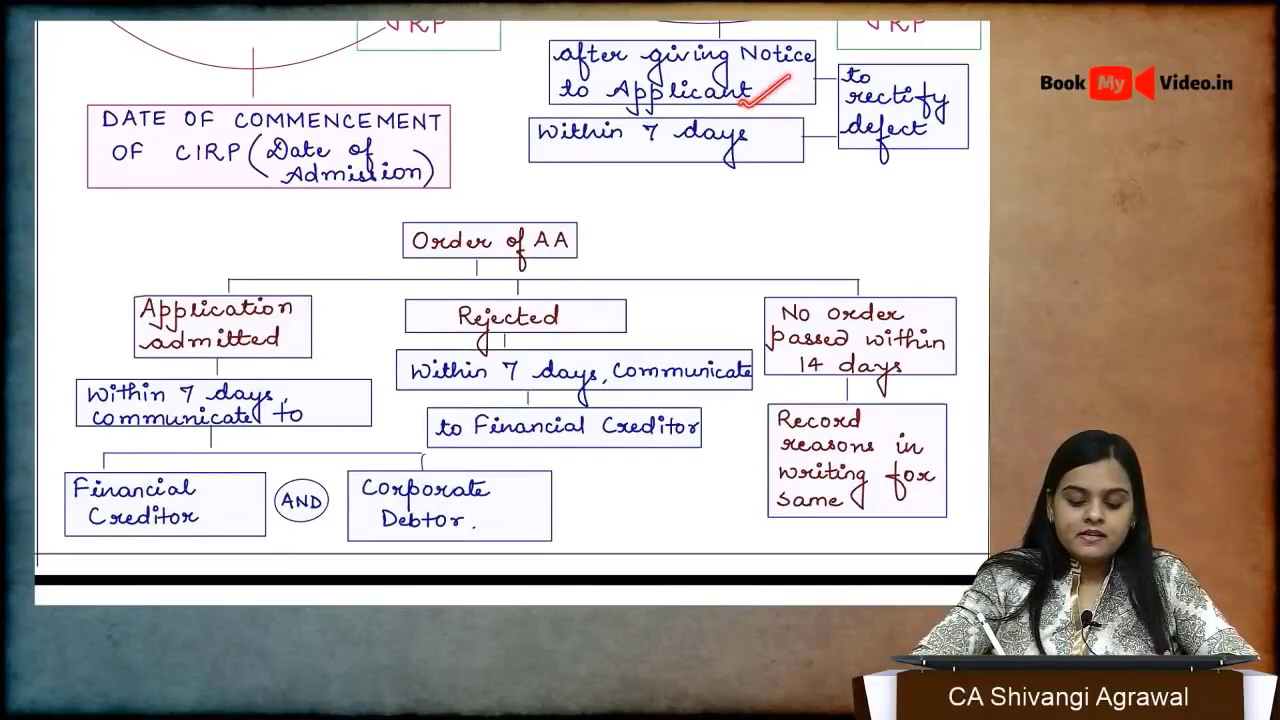 RP
RP
after giving Notice
to Applicant
to
rectify
defect
Within 7 days
Book My Video.in
DATE OF COMMENCEMENT
OF CIRP (Date of
Admission)
Order of AA
Application
admitted
Rejected
No order
passed within
14 days
Within 7 days, communicate
Within 7 days,
communicate to
to Financial Creditor
Record
reasons in
writing for
same
Financial
Creditor
AND
Corporate
Debtor.
CA Shivangi Agrawal